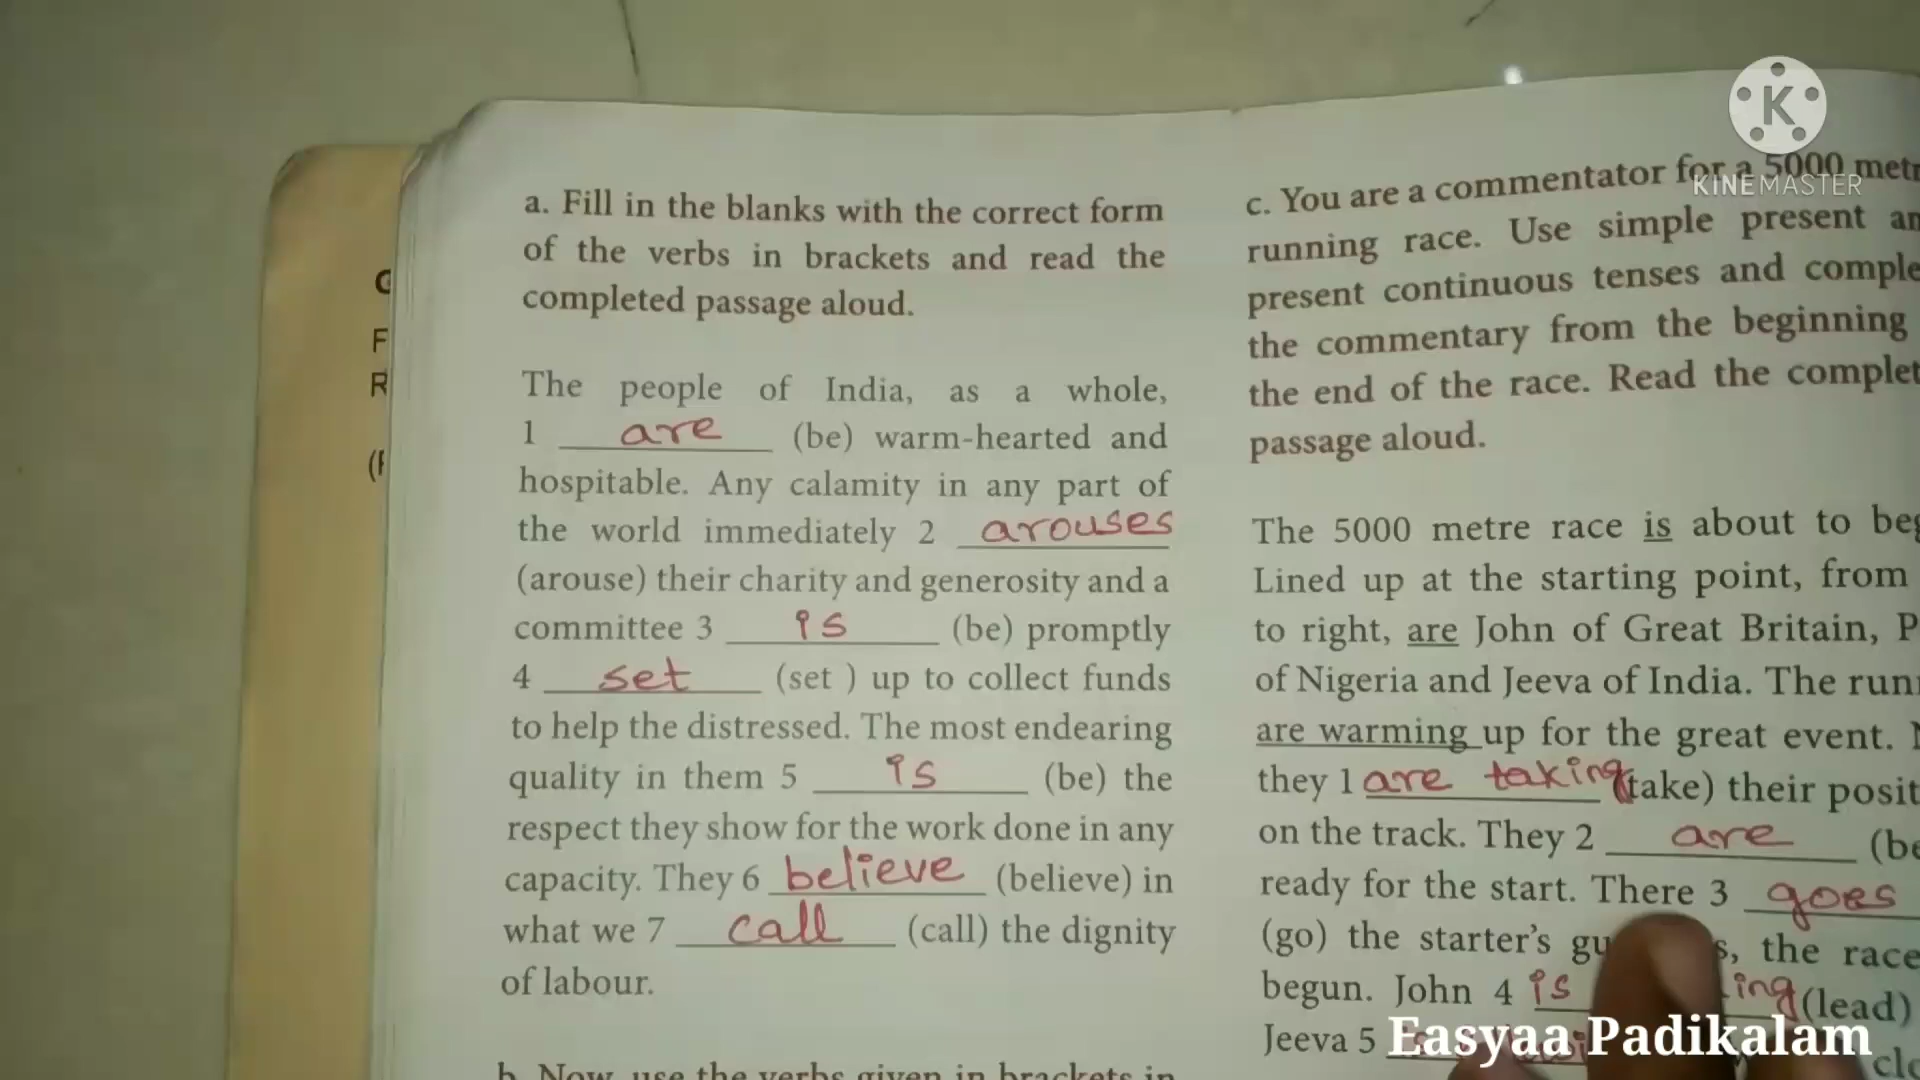 a. Fill in the blanks with the correct form
of the verbs in brackets and read the
completed passage aloud.
The people of India, as a whole,
1 are (be) warm-hearted and
hospitable. Any calamity in any part of
the world immediately 2 arouses
(arouse) their charity and generosity and a
committee 3 is (be) promptly
4 set (set ) up to collect funds
to help the distressed. The most endearing
quality in them 5 is (be) the
respect they show for the work done in any
capacity. They 6 believe (believe) in
what we 7 call (call) the dignity
of labour.
b. Now, use the verbs given in brackets in
c. You are a commentator for a 5000
running race. Use simple present
present continuous tenses and
the commentary from the beginning
the end of the race. Read the
passage aloud.
The 5000 metre race is about to
Lined up at the starting point, from
to right, are John of Great Britain,
of Nigeria and Jeeva of India. The
are warming up for the great event.
they 1 are taking (take) their
on the track. They 2 are
ready for the start. There 3 goes
(go) the starter's the race
begun. John 4 is (lead)
Jeeva 5
KINEMASTER
K
Easyaa Padikalam
G
F
R